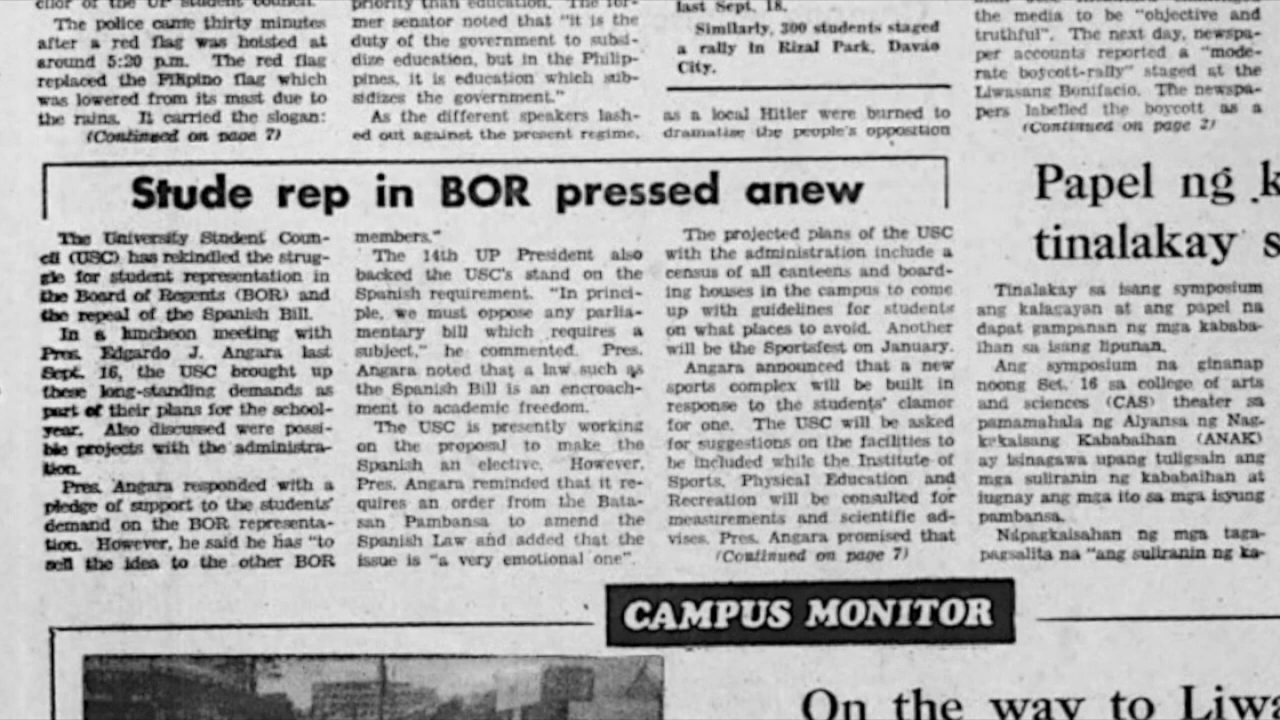 The police came thirty minutes
after a red flag was hoisted at
around 5:20 p.m. The red flag
replaced the Pilipino flag which
was lowered from its mast due to
the rains. It carried the slogan:
(Continued on page 7)
priority than education. The for-
mer senator noted that "it is the
duty of the government to subsi-
dize education, but in the Philip-
pines, it is education which sub-
sidizes the government."
As the different speakers lash-
ed out against the present regime,
last Sept. 18.
Similarly, 300 students staged
a rally in Rizal Park, Davao
City.
as a local Hitler were burned to
dramatize the people's opposition
the media to be "objective and
truthful". The next day, newspa-
per accounts reported a "mode-
rate boycott-rally" staged at the
Liwasang Bonifacio. The newspa-
pers labelled the boycott as a
(Continued on page 2)
Stude rep in BOR pressed anew
The University Student Coun-
cil (USC) has rekindled the strug-
gle for student representation in
the Board of Regents (BOR) and
the repeal of the Spanish Bill.
In a luncheon meeting with
Pres. Edgardo J. Angara last
Sept. 16, the USC brought up
these long-standing demands as
part of their plans for the school-
year. Also discussed were possi-
ble projects with the administra-
tion.
Pres. Angara responded with a
pledge of support to the students'
demand on the BOR representa-
tion. However, he said he has "to
sell the idea to the other BOR
members."
The 14th UP President also
backed the USC's stand on the
Spanish requirement. "In princi-
ple, we must oppose any parlia-
mentary bill which requires a
subject," he commented. Pres.
Angara noted that a law such as
the Spanish Bill is an encroach-
ment to academic freedom.
The USC is presently working
on the proposal to make the
Spanish an elective. However,
Pres. Angara reminded that it re-
quires an order from the Bata-
san Pambansa to amend the
Spanish Law and added that the
issue is "a very emotional one".
The projected plans of the USC
with the administration include a
census of all canteens and board-
ing houses in the campus to come
up with guidelines for students
on what places to avoid. Another
will be the Sportsfest on January.
Angara announced that a new
sports complex will be built in
response to the students' clamor
for one. The USC will be asked
for suggestions on the facilities to
be included while the Institute of
Sports, Physical Education and
Recreation will be consulted for
measurements and scientific ad-
vises. Pres. Angara promised that
(Continued on page 7)
Papel ng
tinalakay
Tinalakay sa isang symposium
ang kalagayan at ang papel na
dapat gampanan ng mga kababa-
ihan sa isang lipunan.
Ang symposium na ginanap
noong Set. 16 sa college of arts
and sciences (CAS) theater sa
pamamahala ng Alyansa ng Nag-
kakaisang Kababaihan (ANAK)
ay isinagawa upang tuligsain ang
mga suliranin ng kababaihan at
iugnay ang mga ito sa mga isyung
pambansa.
Napagkaisahan ng mga taga-
pagsalita na "ang suliranin ng ka-
CAMPUS MONITOR
On the way to Liwa